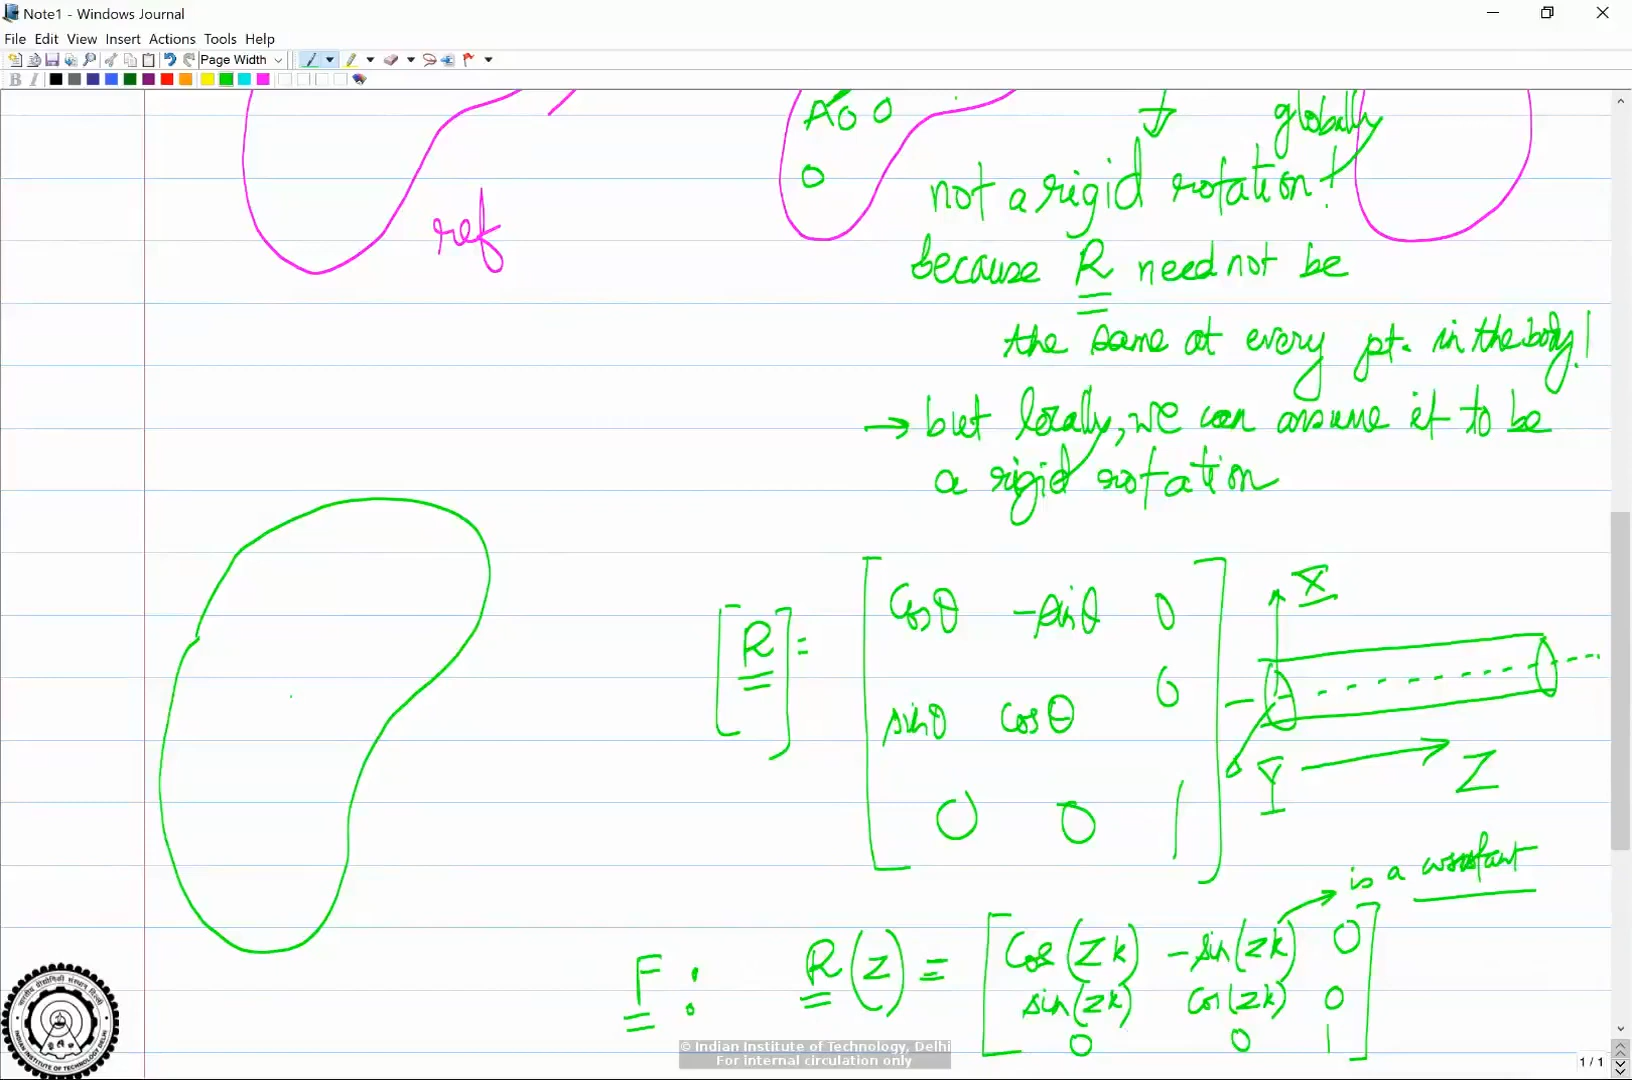 Note1 - Windows Journal
File Edit View Insert Actions Tools Help
Page Width
B I
A 0 0
0
ref
globally
not a rigid rotation!
because R need not be
the same at every pt. in the body!
→ but locally, we can assume it to be
a rigid rotation
[R] = [cosθ -sinθ 0
sinθ cosθ 0
0 0 1]
X
Y
Z
→ is a constant
F : R(Z) = [Cos(Zk) -sin(Zk) 0
sin(Zk) cos(Zk) 0
0 0 1]
© Indian Institute of Technology, Delhi
For internal circulation only
1 / 1